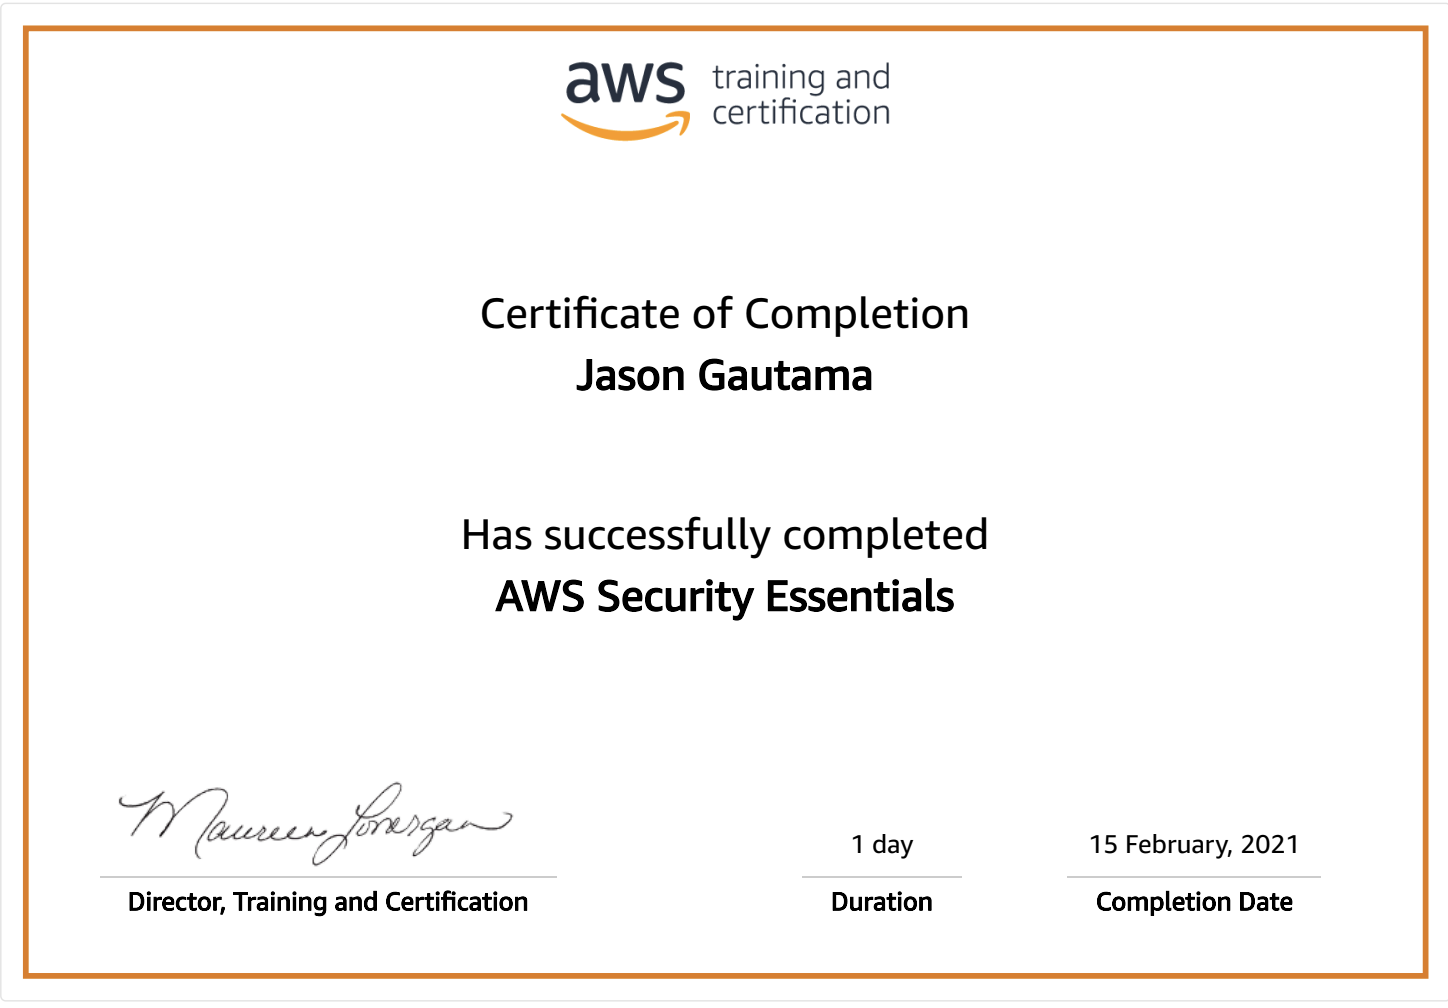 aws training and
certification
Certificate of Completion
Jason Gautama
Has successfully completed
AWS Security Essentials
Maureen Lonergan
1 day
15 February, 2021
Director, Training and Certification
Duration
Completion Date